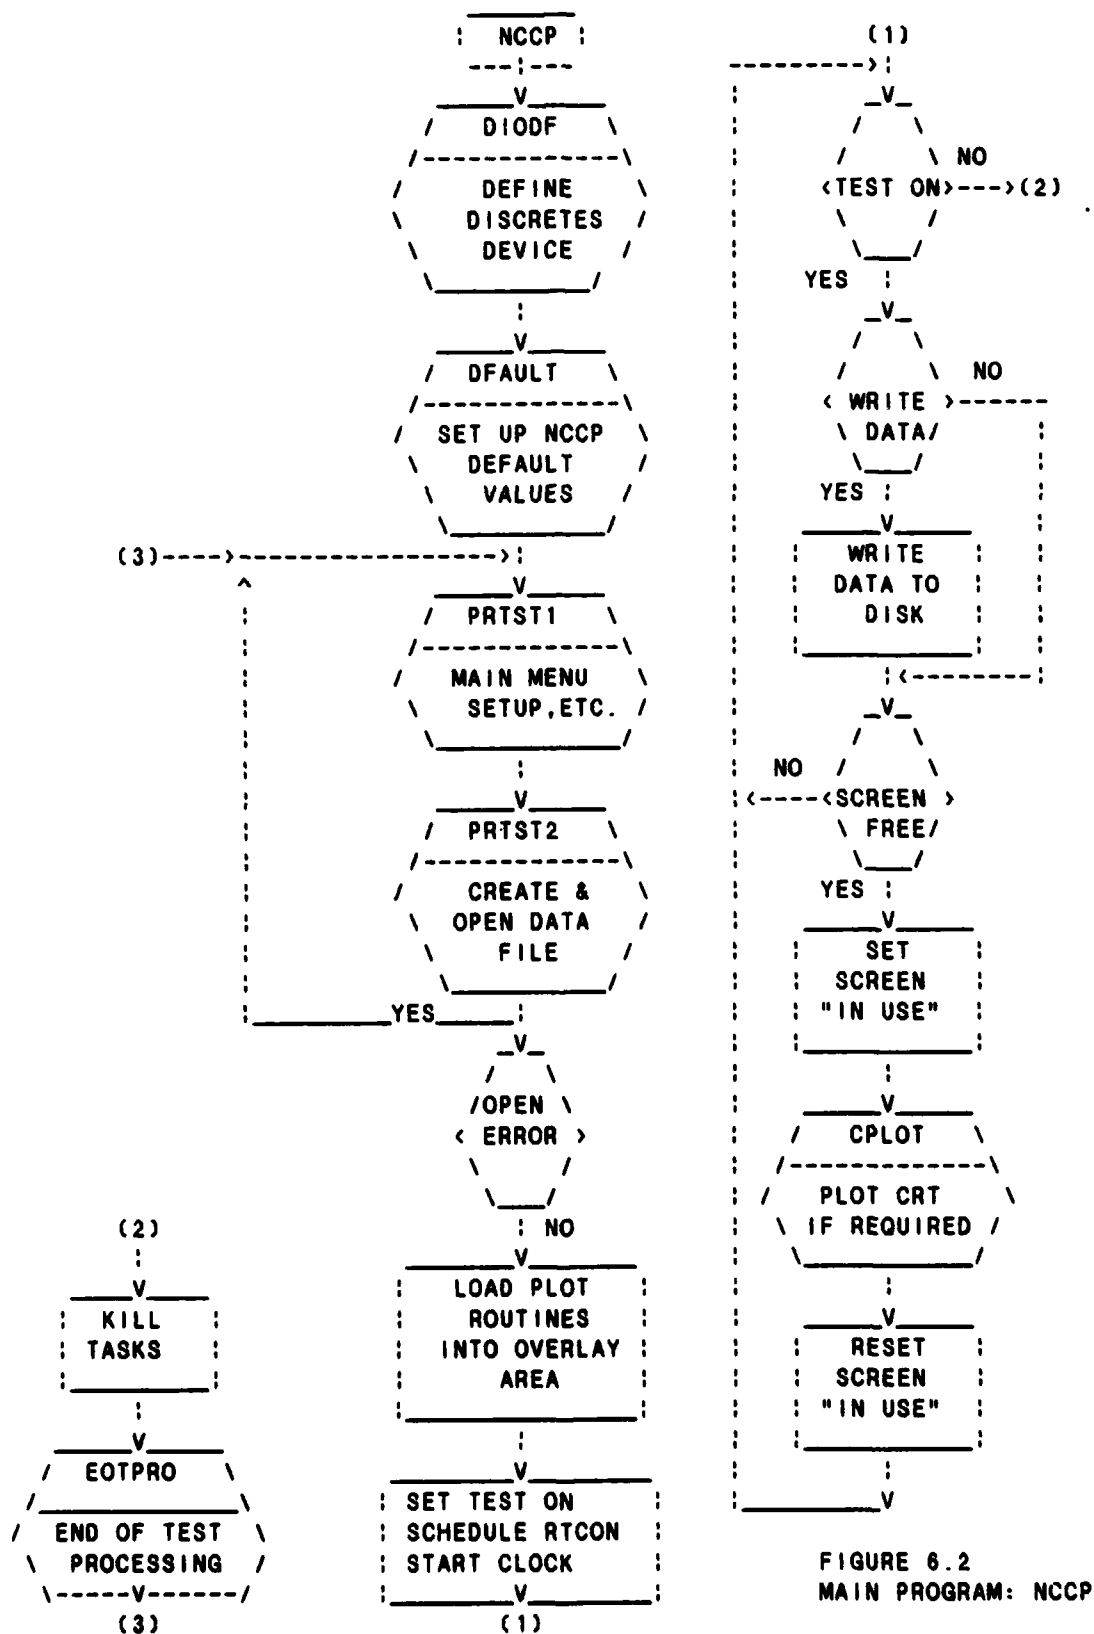 NCCP
DIODF
DEFINE
DISCRETES
DEVICE
DFAULT
SET UP NCCP
DEFAULT
VALUES
(3)
PRTST1
MAIN MENU
SETUP,ETC.
PRTST2
CREATE &
OPEN DATA
FILE
YES
OPEN
ERROR
NO
LOAD PLOT
ROUTINES
INTO OVERLAY
AREA
SET TEST ON
SCHEDULE RTCON
START CLOCK
(1)
(2)
KILL
TASKS
EOTPRO
END OF TEST
PROCESSING
(3)
(1)
TEST ON
NO
(2)
YES
WRITE
DATA
NO
YES
WRITE
DATA TO
DISK
SCREEN
FREE
NO
YES
SET
SCREEN
"IN USE"
CPLOT
PLOT CRT
IF REQUIRED
RESET
SCREEN
"IN USE"
FIGURE 6.2
MAIN PROGRAM: NCCP